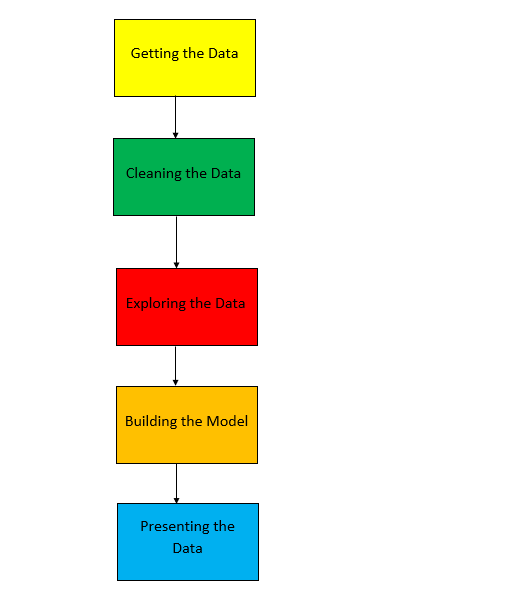 Getting the Data
Cleaning the Data
Exploring the Data
Building the Model
Presenting the
Data